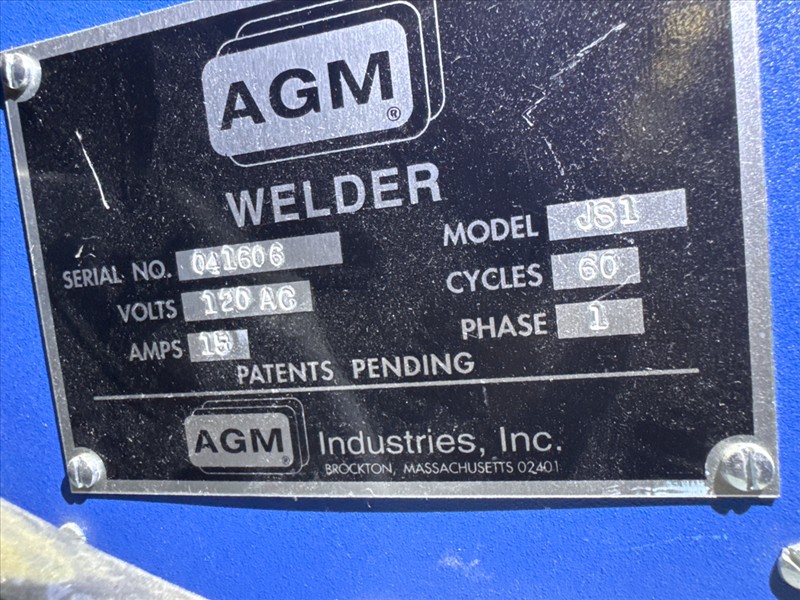 AGM®
WELDER
SERIAL NO. 041606
VOLTS 120 AC
AMPS 15
MODEL JS1
CYCLES 60
PHASE 1
PATENTS PENDING
AGM® Industries, Inc.
BROCKTON, MASSACHUSETTS 02401